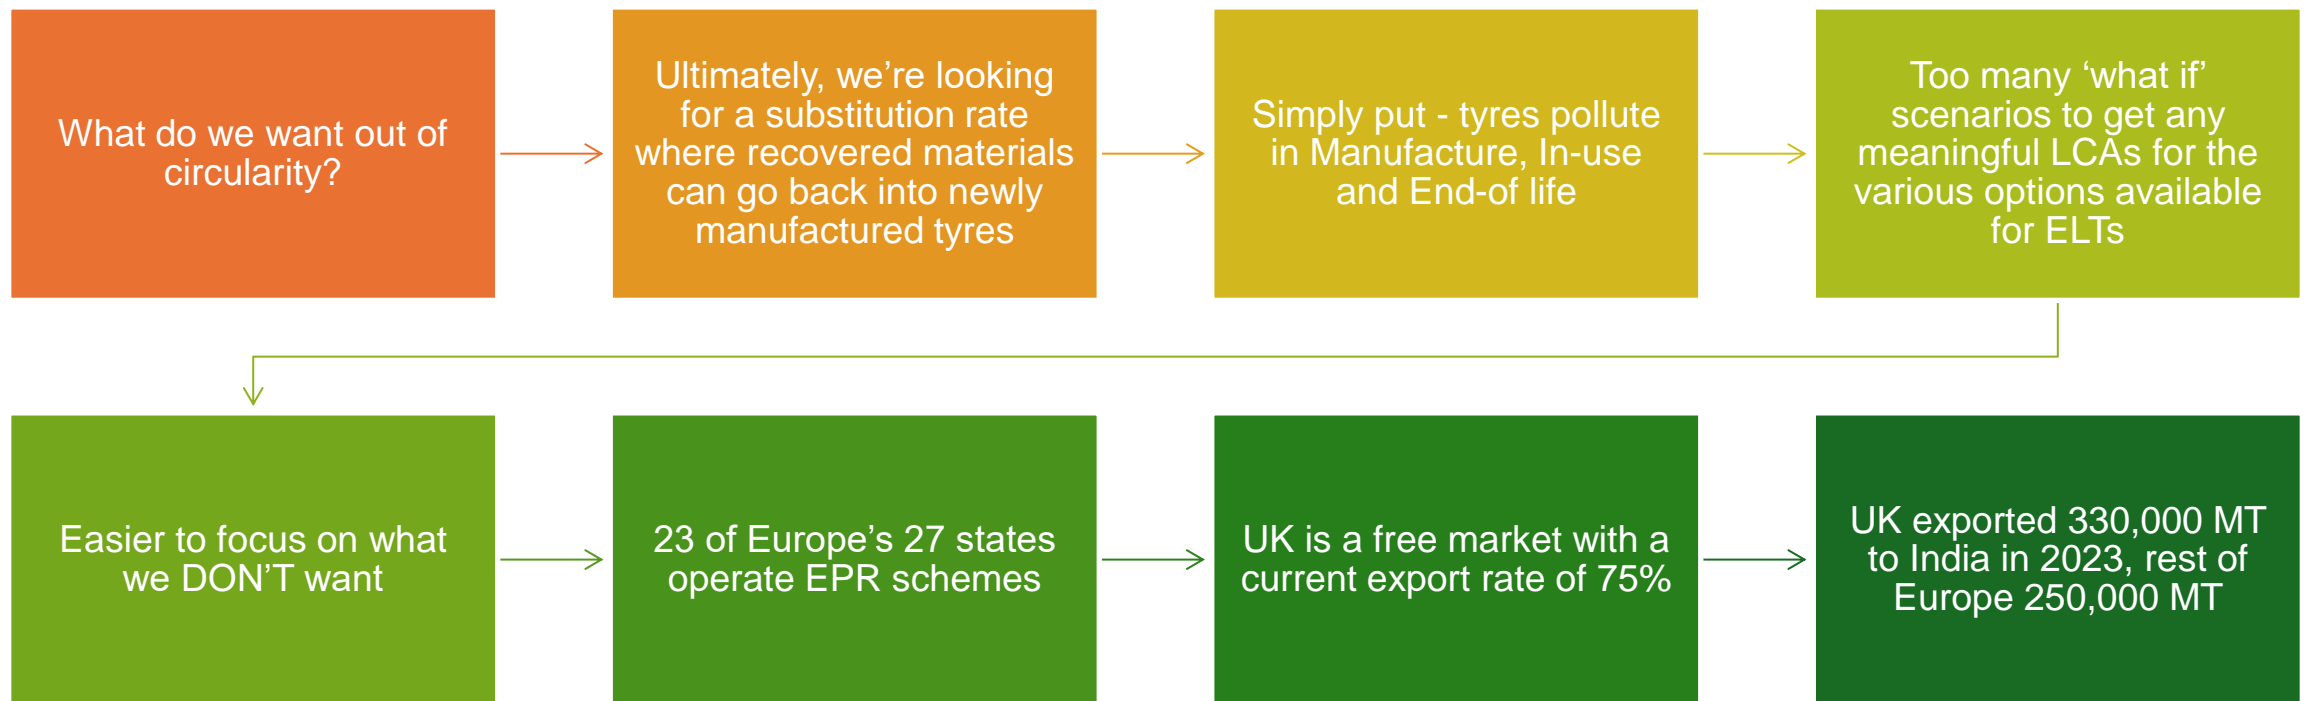 What do we want out of
circularity?
Ultimately, we’re looking
for a substitution rate
where recovered materials
can go back into newly
manufactured tyres
Simply put - tyres pollute
in Manufacture, In-use
and End-of life
Too many ‘what if’
scenarios to get any
meaningful LCAs for the
various options available
for ELTs
Easier to focus on what
we DON’T want
23 of Europe’s 27 states
operate EPR schemes
UK is a free market with a
current export rate of 75%
UK exported 330,000 MT
to India in 2023, rest of
Europe 250,000 MT